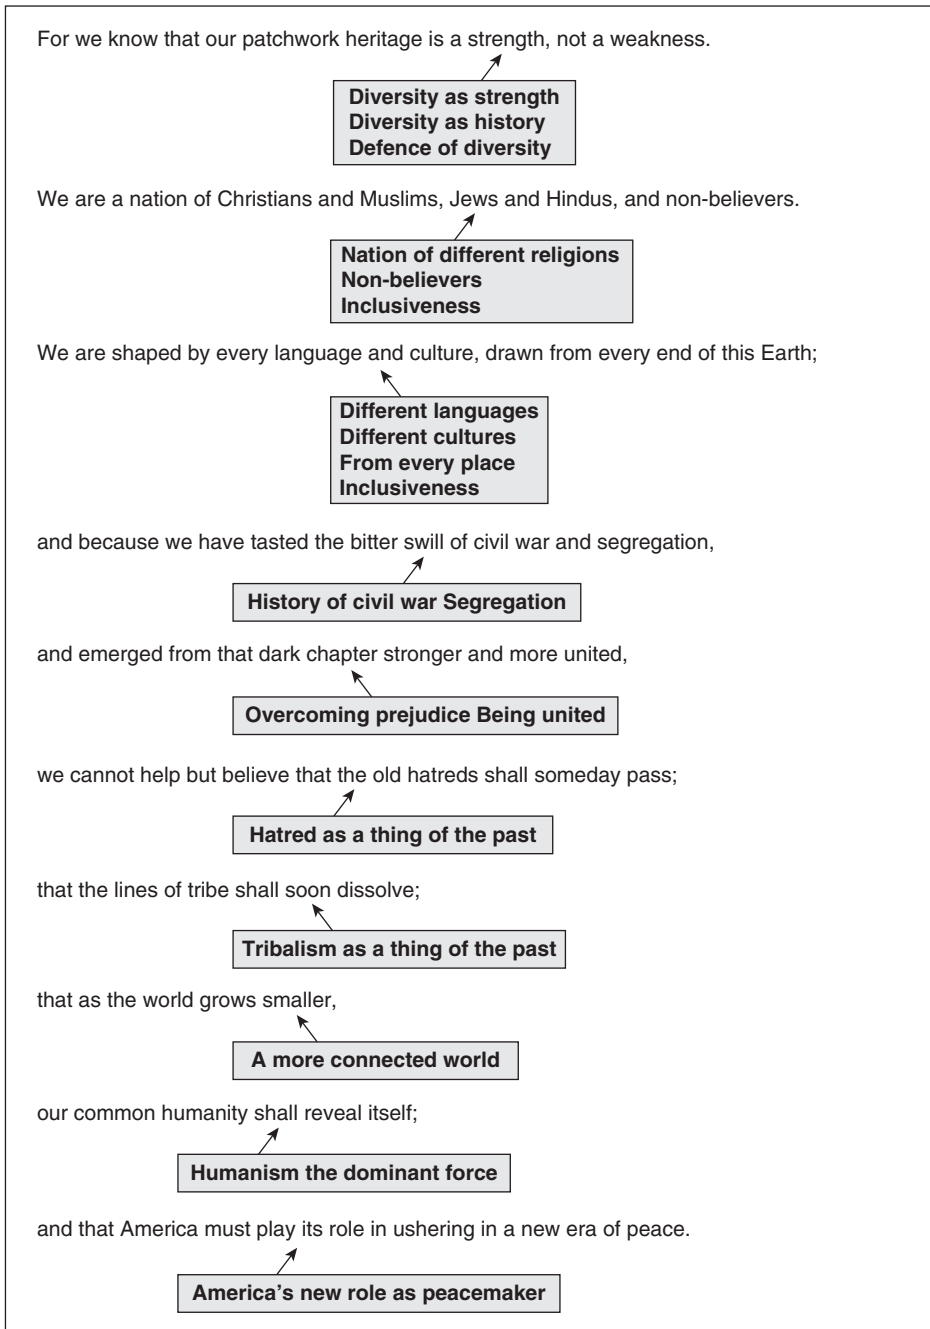 For we know that our patchwork heritage is a strength, not a weakness.
Diversity as strength
Diversity as history
Defence of diversity
We are a nation of Christians and Muslims, Jews and Hindus, and non-believers.
Nation of different religions
Non-believers
Inclusiveness
We are shaped by every language and culture, drawn from every end of this Earth;
Different languages
Different cultures
From every place
Inclusiveness
and because we have tasted the bitter swill of civil war and segregation,
History of civil war Segregation
and emerged from that dark chapter stronger and more united,
Overcoming prejudice Being united
we cannot help but believe that the old hatreds shall someday pass;
Hatred as a thing of the past
that the lines of tribe shall soon dissolve;
Tribalism as a thing of the past
that as the world grows smaller,
A more connected world
our common humanity shall reveal itself;
Humanism the dominant force
and that America must play its role in ushering in a new era of peace.
America's new role as peacemaker